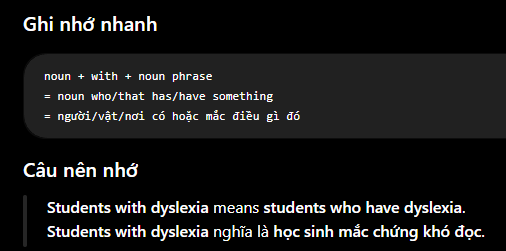 Ghi nhớ nhanh
noun + with + noun phrase
= noun who/that has/have something
= người/vật/nơi có hoặc mắc điều gì đó
Câu nên nhớ
Students with dyslexia means students who have dyslexia.
Students with dyslexia nghĩa là học sinh mắc chứng khó đọc.